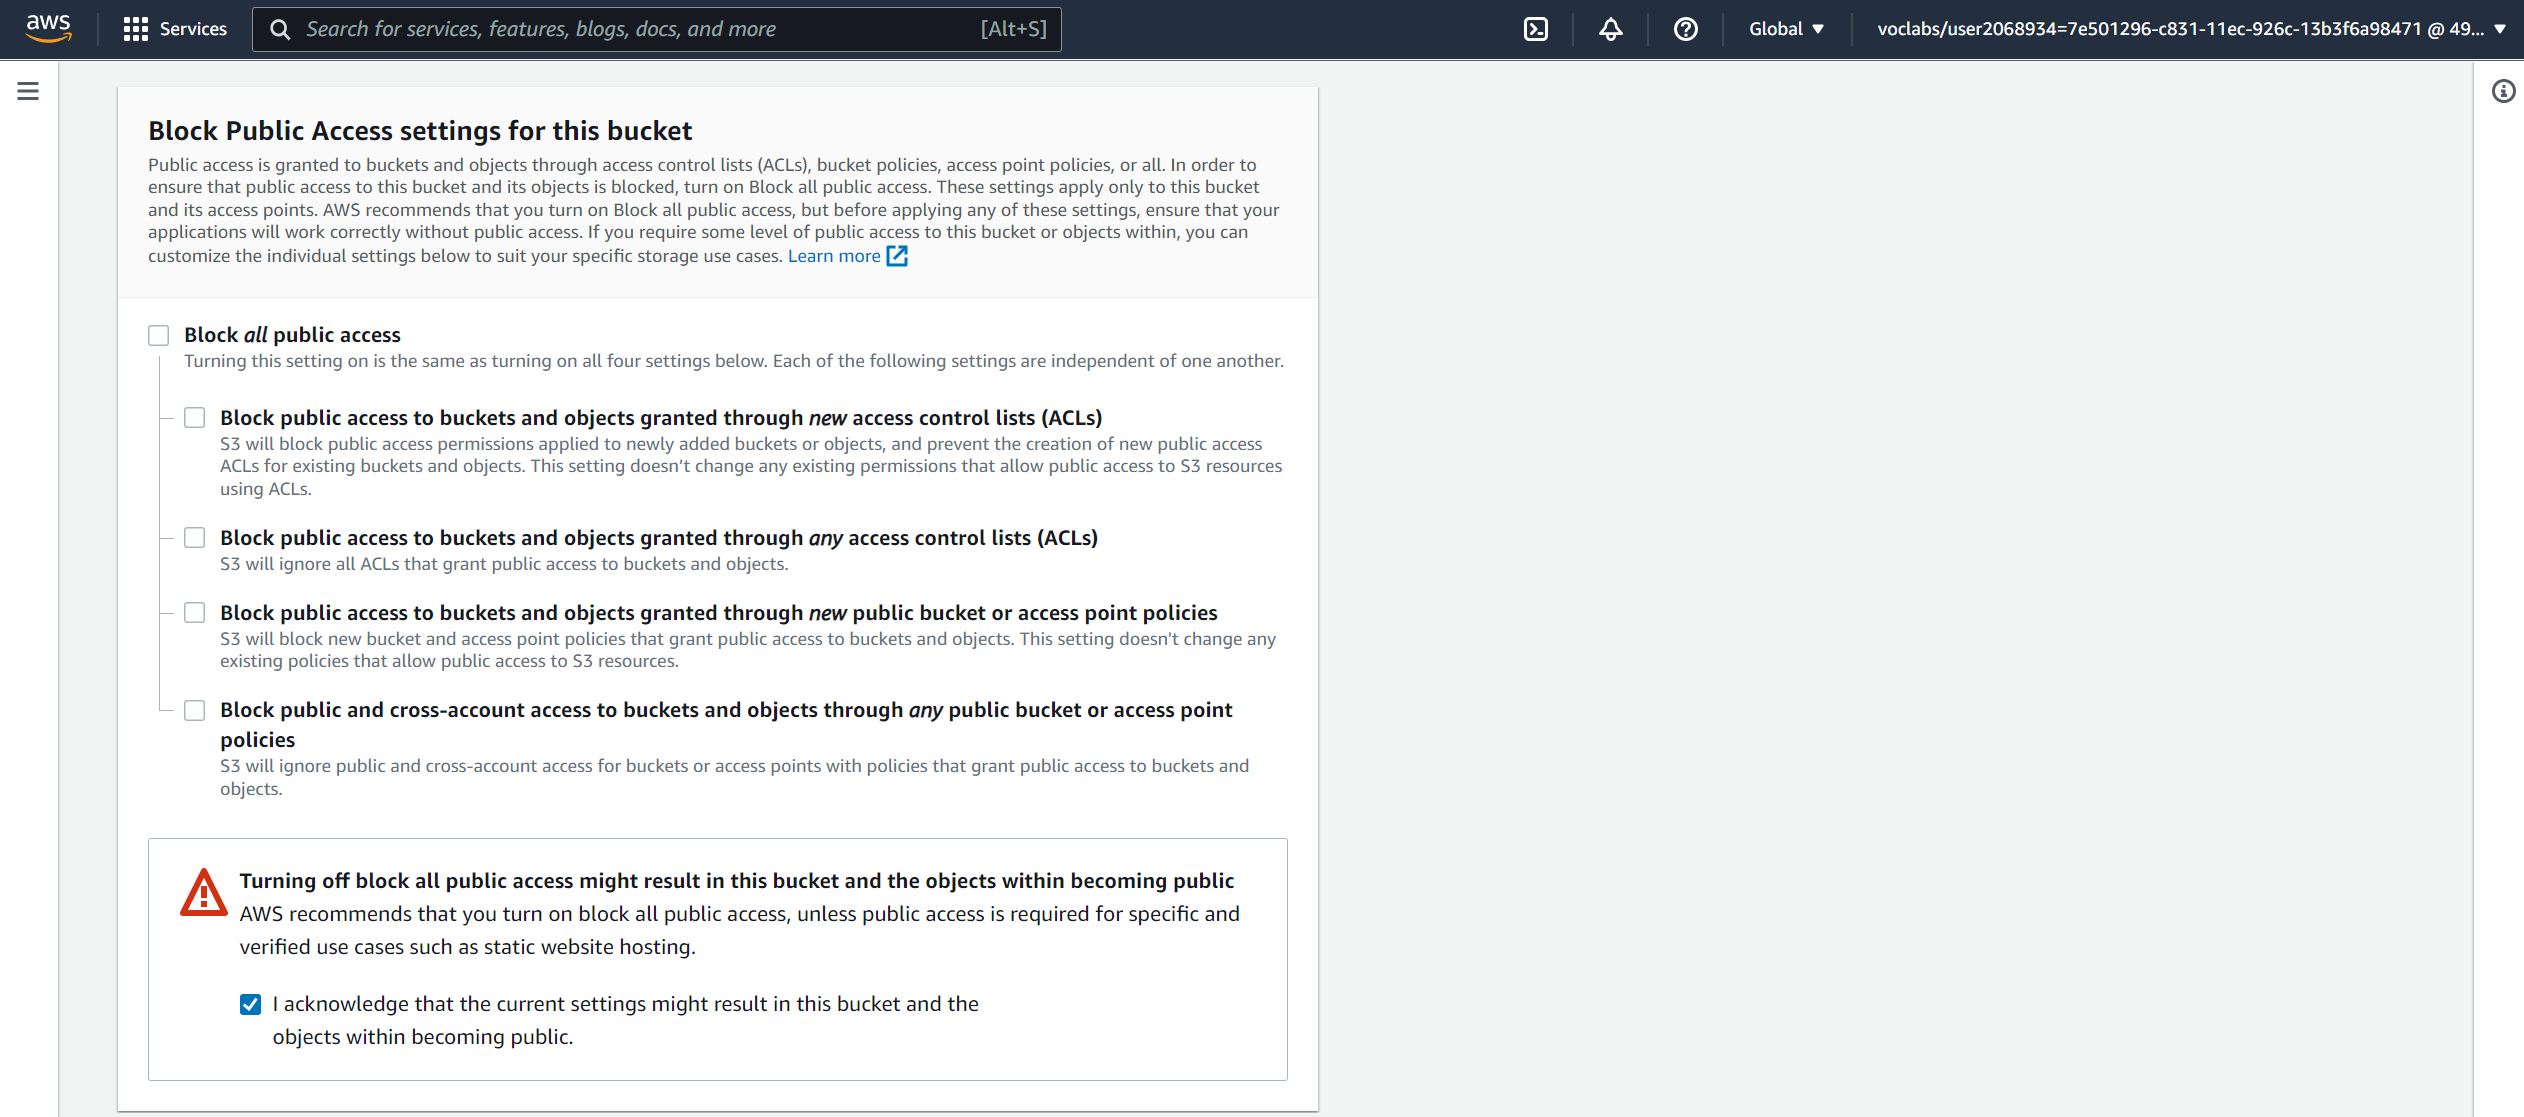 aws
Services
Search for services, features, blogs, docs, and more
[Alt+S]
Global
voclabs/user2068934=7e501296-c831-11ec-926c-13b3f6a98471 @ 49...
Block Public Access settings for this bucket
Public access is granted to buckets and objects through access control lists (ACLs), bucket policies, access point policies, or all. In order to
ensure that public access to this bucket and its objects is blocked, turn on Block all public access. These settings apply only to this bucket
and its access points. AWS recommends that you turn on Block all public access, but before applying any of these settings, ensure that your
applications will work correctly without public access. If you require some level of public access to this bucket or objects within, you can
customize the individual settings below to suit your specific storage use cases. Learn more
Block all public access
Turning this setting on is the same as turning on all four settings below. Each of the following settings are independent of one another.
Block public access to buckets and objects granted through new access control lists (ACLs)
S3 will block public access permissions applied to newly added buckets or objects, and prevent the creation of new public access
ACLs for existing buckets and objects. This setting doesn’t change any existing permissions that allow public access to S3 resources
using ACLs.
Block public access to buckets and objects granted through any access control lists (ACLs)
S3 will ignore all ACLs that grant public access to buckets and objects.
Block public access to buckets and objects granted through new public bucket or access point policies
S3 will block new bucket and access point policies that grant public access to buckets and objects. This setting doesn't change any
existing policies that allow public access to S3 resources.
Block public and cross-account access to buckets and objects through any public bucket or access point
policies
S3 will ignore public and cross-account access for buckets or access points with policies that grant public access to buckets and
objects.
Turning off block all public access might result in this bucket and the objects within becoming public
AWS recommends that you turn on block all public access, unless public access is required for specific and
verified use cases such as static website hosting.
I acknowledge that the current settings might result in this bucket and the
objects within becoming public.